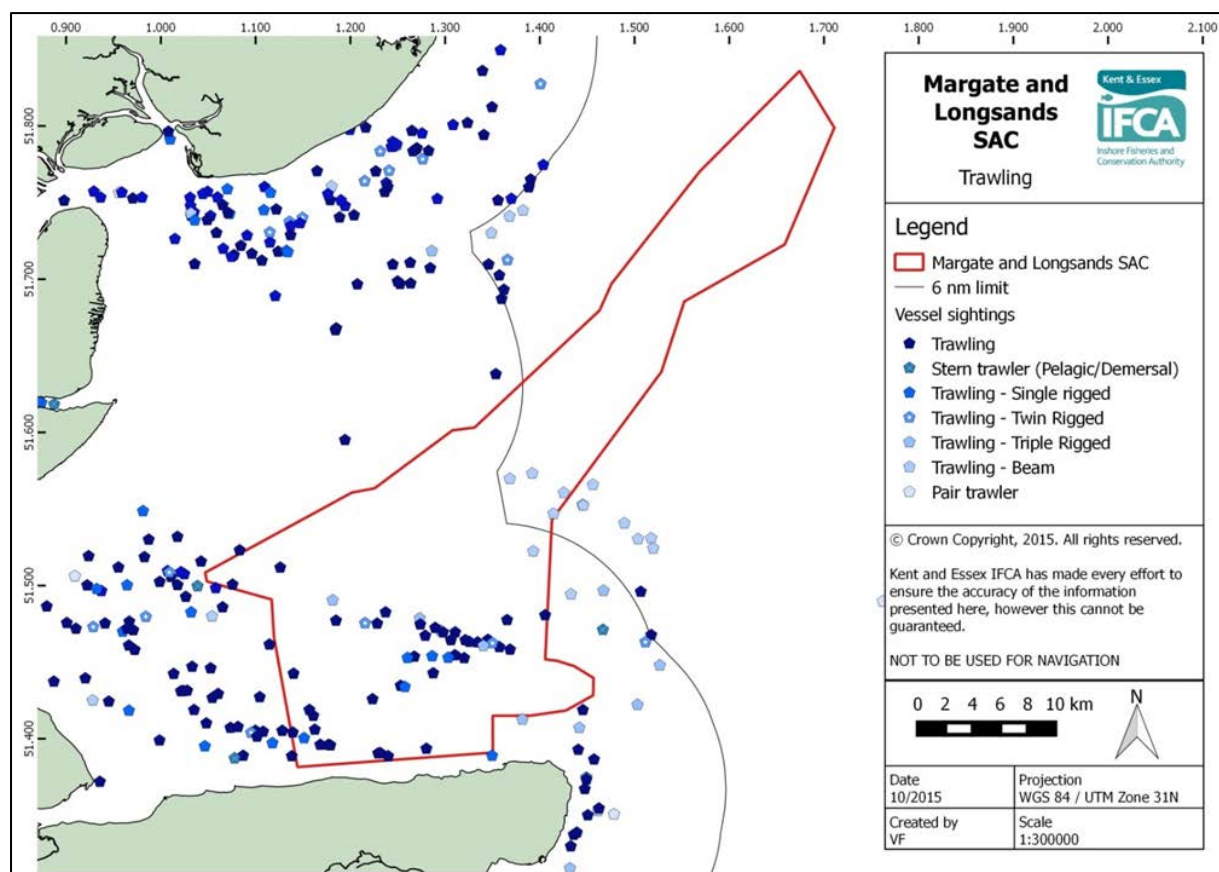 0.900 1.000 1.100 1.200 1.300 1.400 1.500 1.600 1.700 1.800 1.900 2.000 2.100
51.800
51.700
51.600
51.500
51.400
Margate and
Longsands
SAC
Trawling
Kent & Essex
IFCA
Inshore Fisheries and
Conservation Authority
Legend
Margate and Longsands SAC
6 nm limit
Vessel sightings
Trawling
Stern trawler (Pelagic/Demersal)
Trawling - Single rigged
Trawling - Twin Rigged
Trawling - Triple Rigged
Trawling - Beam
Pair trawler
© Crown Copyright, 2015. All rights reserved.
Kent and Essex IFCA has made every effort to
ensure the accuracy of the information
presented here, however this cannot be
guaranteed.
NOT TO BE USED FOR NAVIGATION
0 2 4 6 8 10 km
N
Date
10/2015
Projection
WGS 84 / UTM Zone 31N
Created by
VF
Scale
1:300000